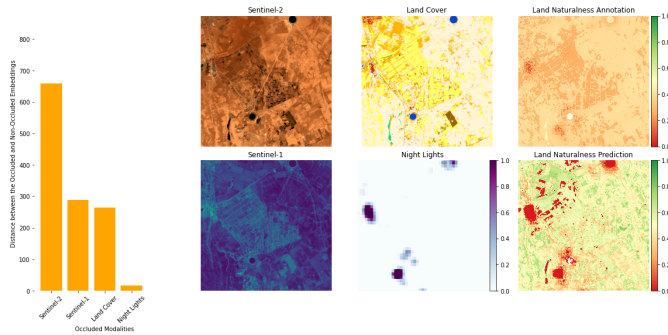 Sentinel-2
Land Cover
Land Naturalness Annotation
1.0
0.8
0.6
0.4
0.2
0.0
Distance between the Occluded and Non-Occluded Embeddings
800
700
600
500
400
300
200
100
0
Sentinel-2
Sentinel-1
Land Cover
Night Lights
Occluded Modalities
Sentinel-1
Night Lights
1.0
0.8
0.6
0.4
0.2
0.0
Land Naturalness Prediction
1.0
0.8
0.6
0.4
0.2
0.0